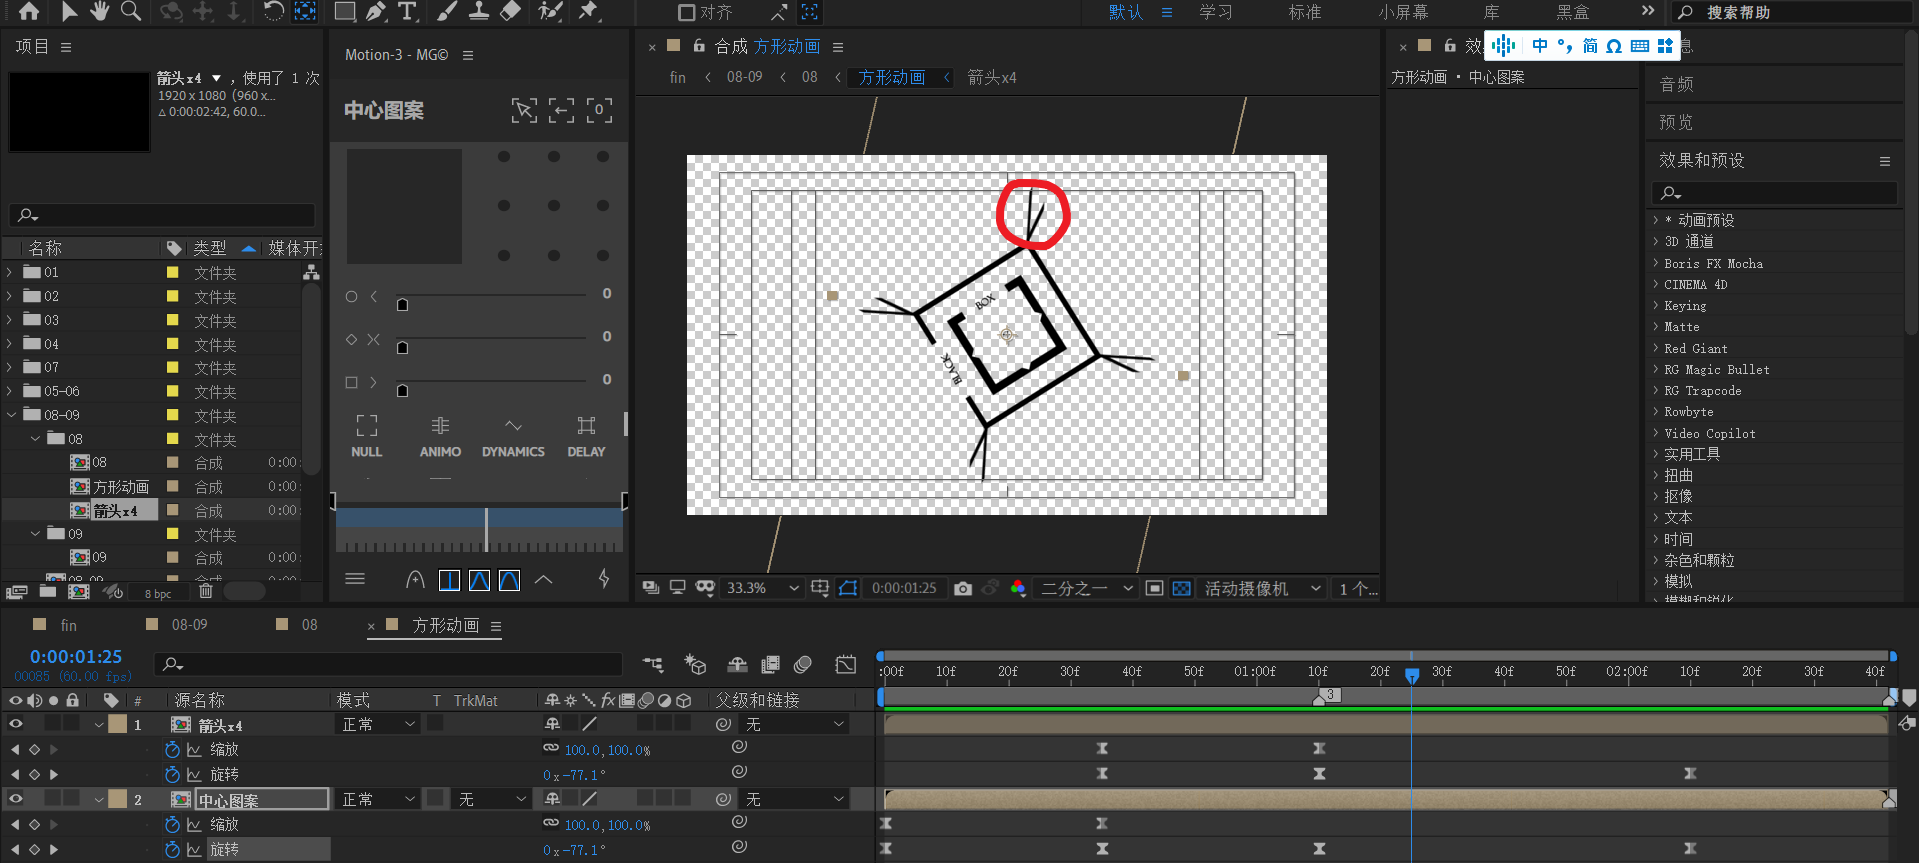 对齐
默认
学习
标准
小屏幕
库
黑盒
搜索帮助
项目
箭头x4 ，使用了 1 次
1920 x 1080 (960 x...
Δ 0:00:02:42, 60.0...
名称
类型
媒体开
01 文件夹
02 文件夹
03 文件夹
04 文件夹
07 文件夹
05-06 文件夹
08-09 文件夹
08 文件夹
08 合成 0:00:
方形动画 合成 0:00:
箭头x4 合成 0:00:
09 文件夹
09 合成 0:00:
8 bpc
Motion-3 - MG©
中心图案
0
0
0
0
NULL
ANIMO
DYNAMICS
DELAY
合成 方形动画
fin
08-09
08
方形动画
箭头x4
BOX
BLACK
33.3%
0:00:01:25
二分之一
活动摄像机
1 个...
中
简
方形动画 · 中心图案
音频
预览
效果和预设
* 动画预设
3D 通道
Boris FX Mocha
CINEMA 4D
Keying
Matte
Red Giant
RG Magic Bullet
RG Trapcode
Rowbyte
Video Copilot
实用工具
扭曲
抠像
文本
时间
杂色和颗粒
模拟
fin
08-09
08
方形动画
0:00:01:25
00085 (60.00 fps)
# 源名称 模式 T TrkMat fx 父级和链接
:00f 10f 20f 30f 40f 50f 01:00f 10f 20f 30f 40f 50f 02:00f 10f 20f 30f 40f
3
1 箭头x4 正常 无
缩放 100.0,100.0%
旋转 0x-77.1°
2 中心图案 正常 无 无
缩放 100.0,100.0%
旋转 0x-77.1°